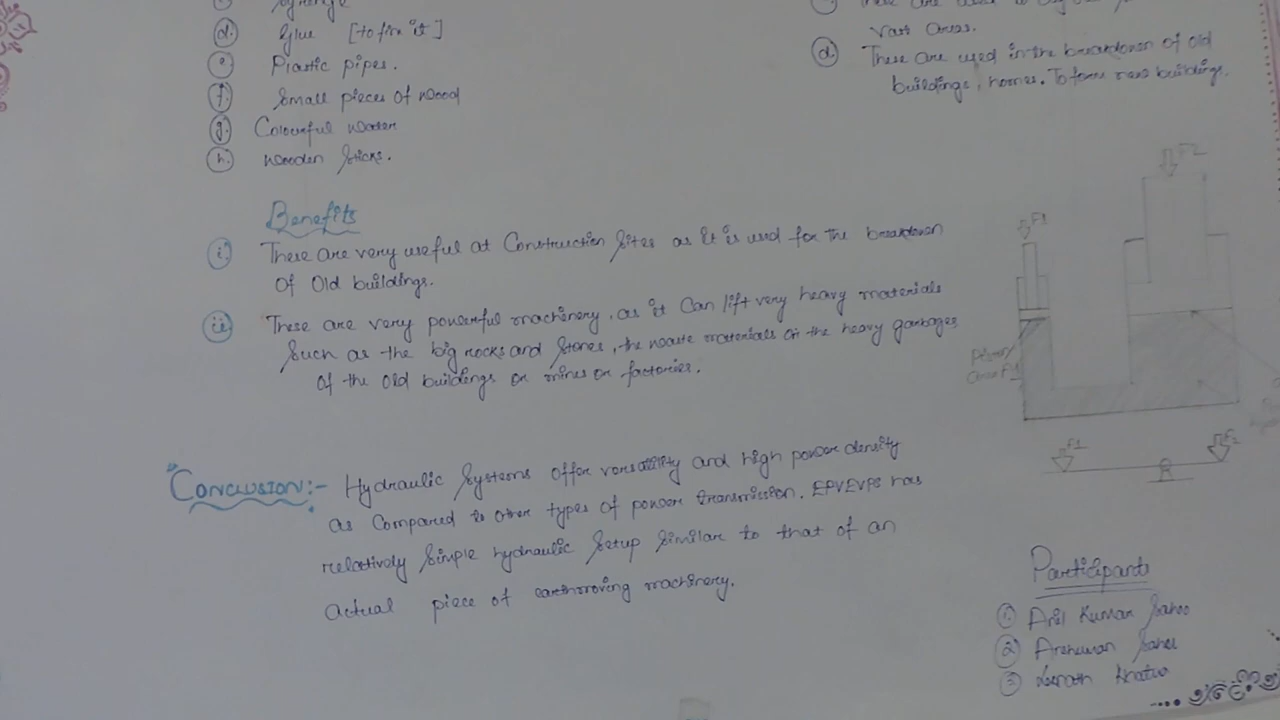 d. Glue [to fix it]
e. Plastic pipes.
f. Small pieces of wood
g. Colourful wooden
h. Wooden Sticks.
Benefits
i. These are very useful at Construction Sites as it is used for the breakdown
Of Old buildings.
ii. These are very powerful machinery, as it Can lift very heavy materials
Such as the big rocks and Stones, the waste materials or the heavy garbages
Of the old buildings or mines or factories.
"Conclusion:- Hydraulic Systems offer versatility and high power density
as Compared to other types of power transmission. has
relatively Simple hydraulic Setup Similar to that of an
Actual piece of earthmoving machinery.
vast areas.
d. These are used in the breakdown of old
buildings, homes. To form new buildings.
F1
F2
Piston
F1
F2
Participants
1. Anil Kumar Sahoo
2.
3.